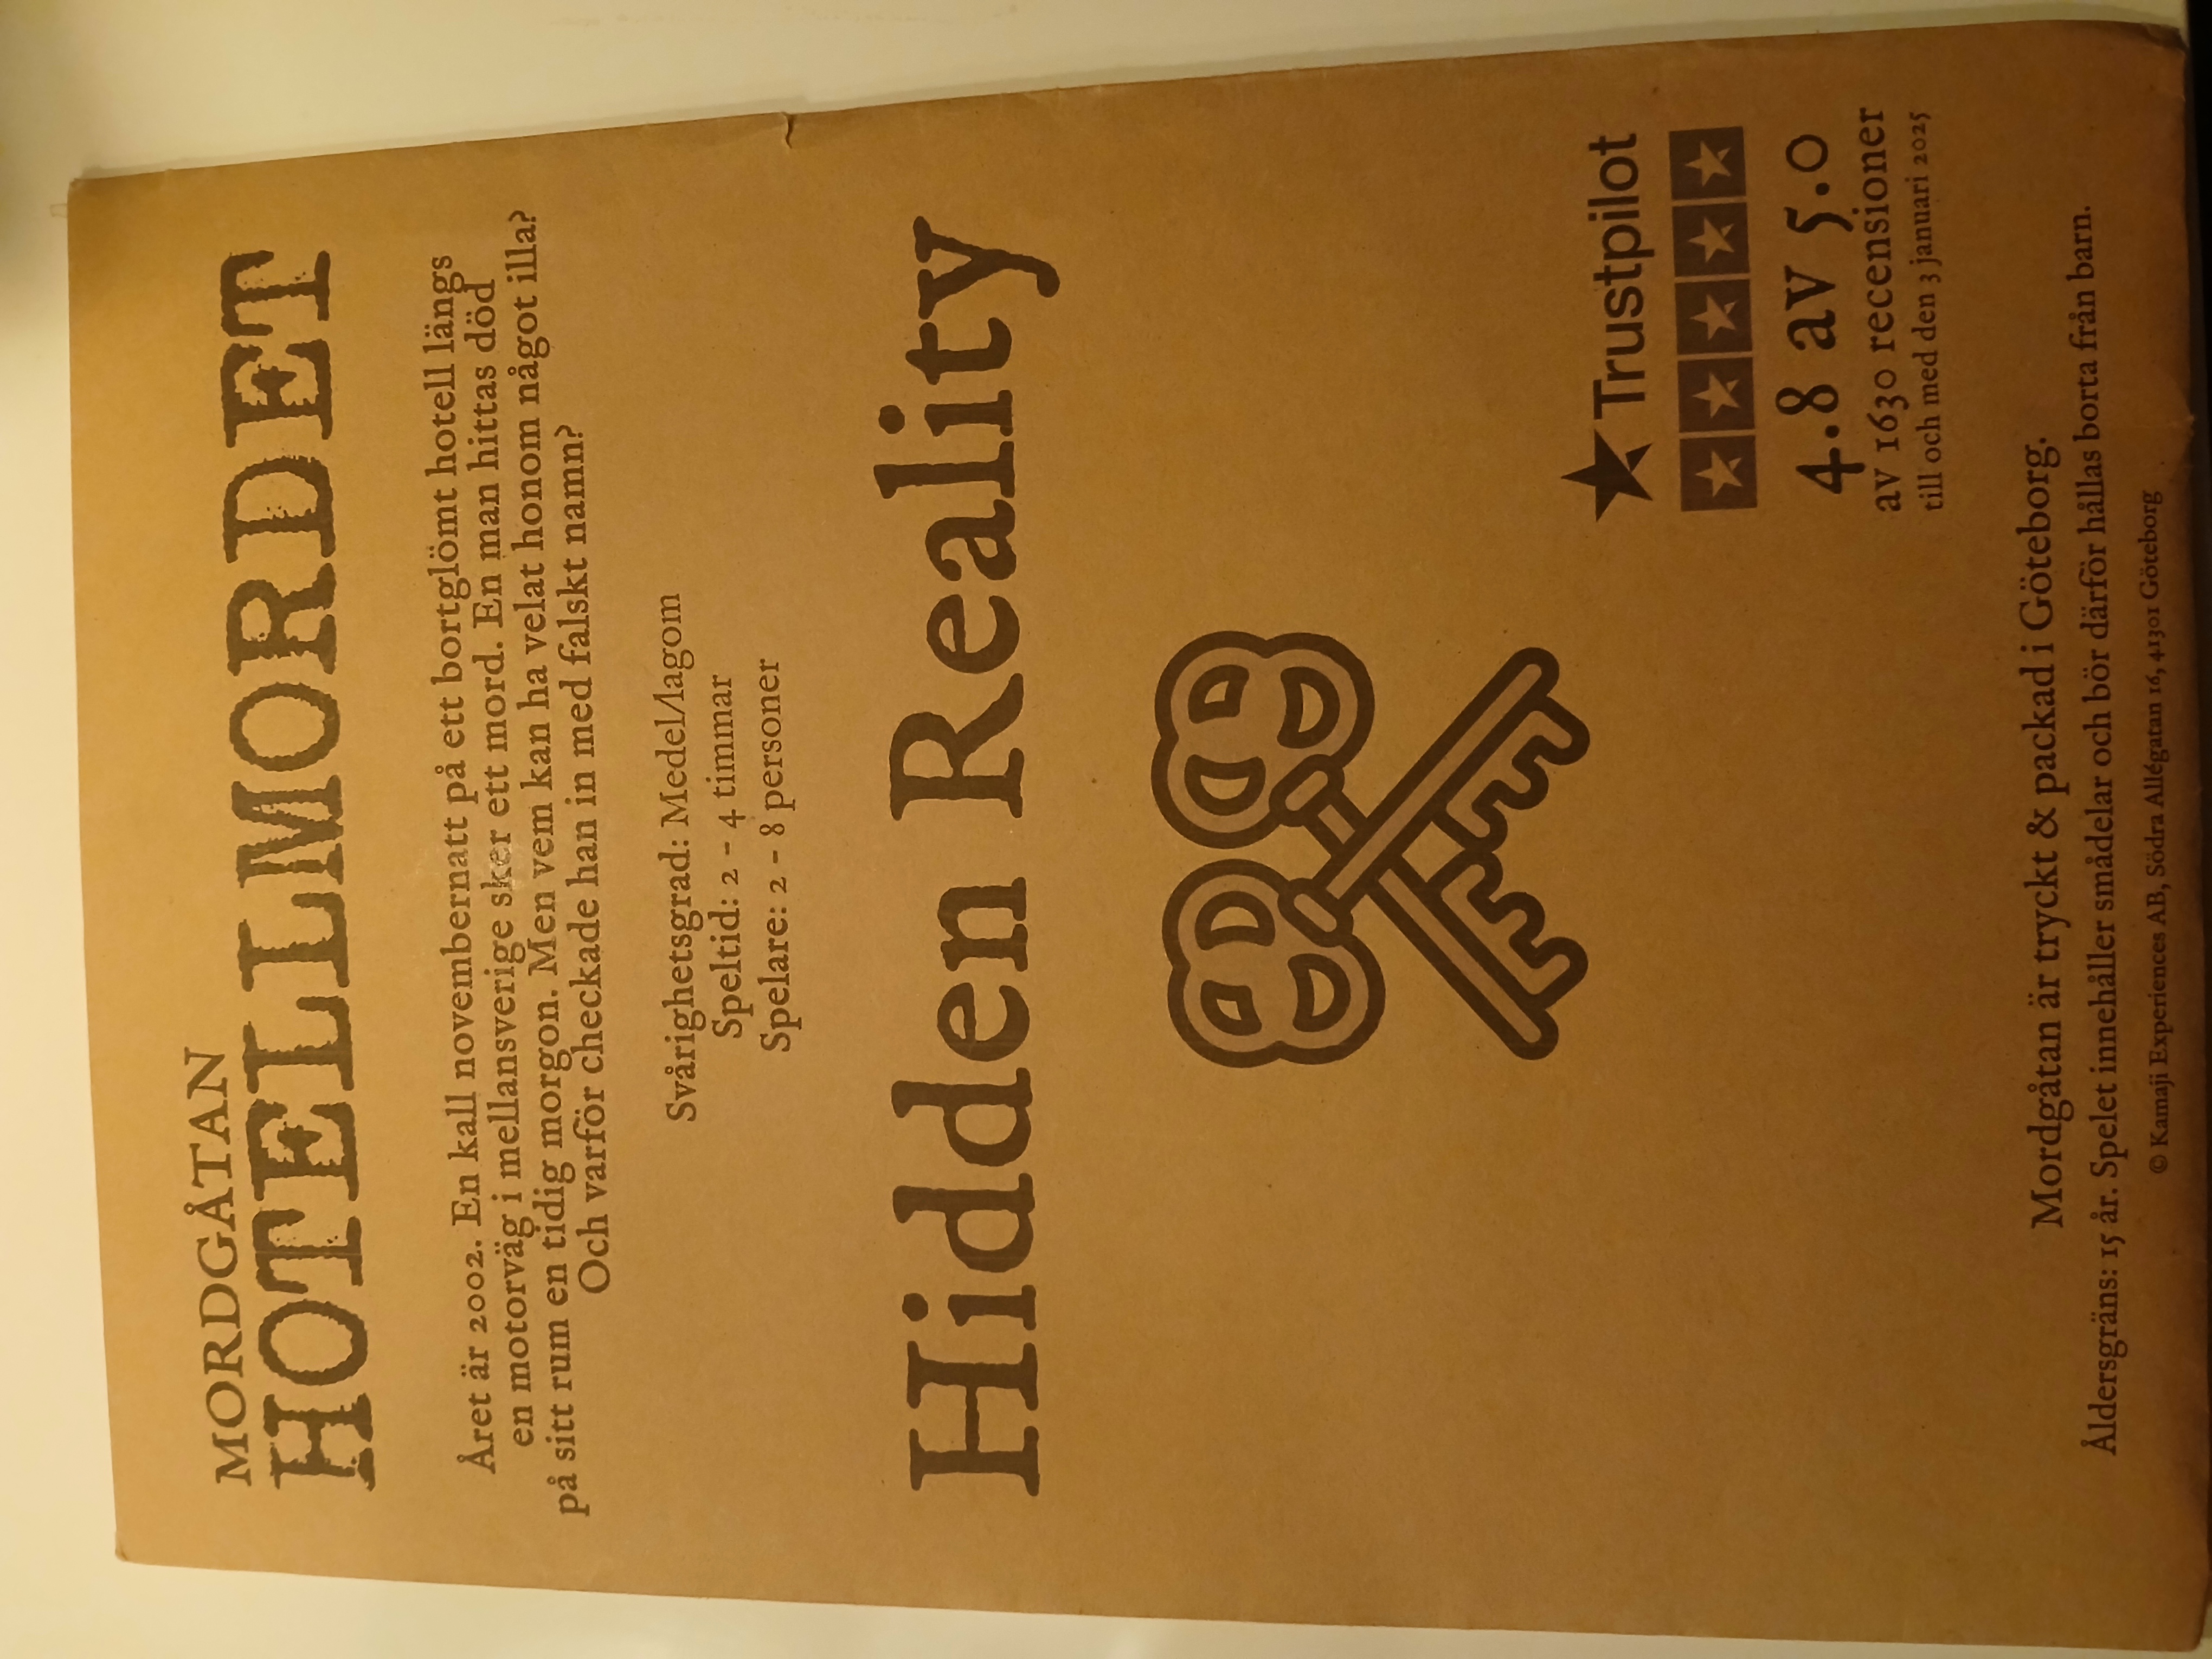 MORDGÅTAN
HOTELLMORDET
Året är 2002. En kall novembernatt på ett bortglömt hotell längs
en motorväg i mellansverige sker ett mord. En man hittas död
på sitt rum en tidig morgon. Men vem kan ha velat honom något illa?
Och varför checkade han in med falskt namn?
Svårighetsgrad: Medel/lagom
Speltid: 2 - 4 timmar
Spelare: 2 - 8 personer
Hidden Reality
Trustpilot
4.8 av 5.0
av 1630 recensioner
till och med den 3 januari 2025
Mordgåtan är tryckt & packad i Göteborg.
Åldersgräns: 15 år. Spelet innehåller smådelar och bör därför hållas borta från barn.
© Kamaji Experiences AB, Södra Allégatan 16, 41301 Göteborg